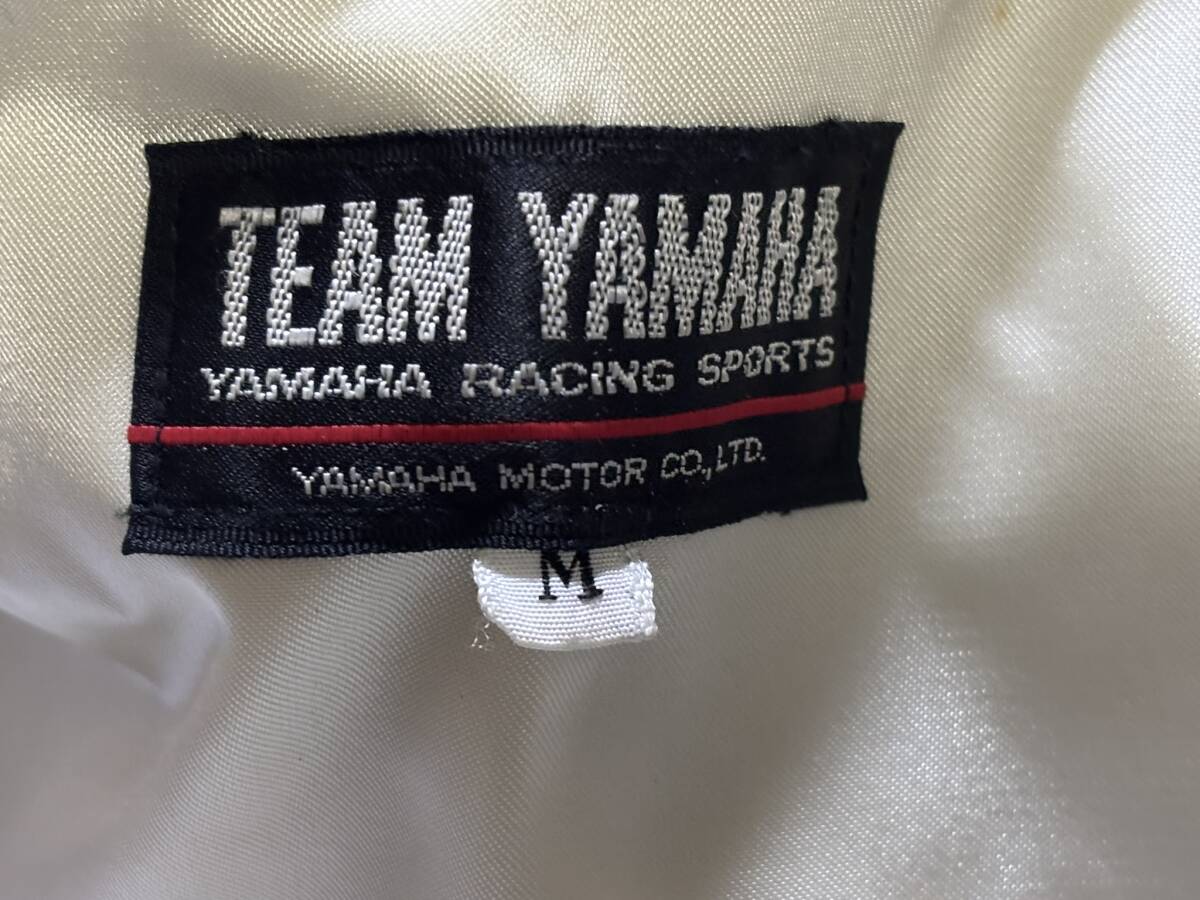 TEAM YAMAHA
YAMAHA RACING SPORTS
YAMAHA MOTOR CO.,LTD.
M